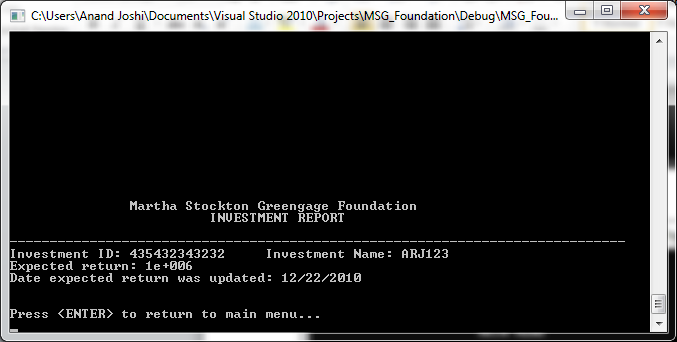 C:\Users\Anand Joshi\Documents\Visual Studio 2010\Projects\MSG_Foundation\Debug\MSG_Fou...
Martha Stockton Greengage Foundation
INVESTMENT REPORT
Investment ID: 435432343232 Investment Name: ARJ123
Expected return: 1e+006
Date expected return was updated: 12/22/2010
Press <ENTER> to return to main menu...